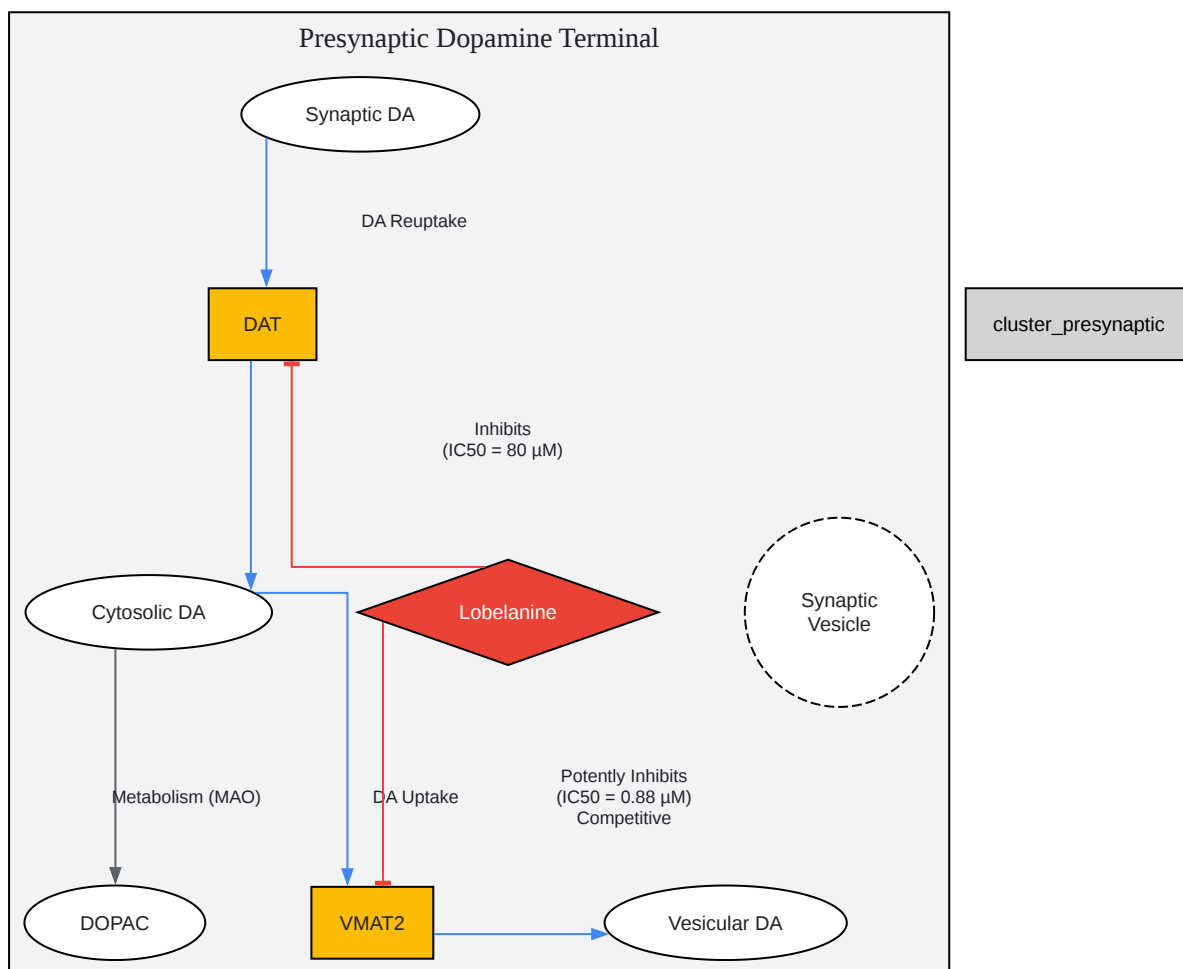 Presynaptic Dopamine Terminal
Synaptic DA
DA Reuptake
DAT
cluster_presynaptic
Inhibits
(IC50 = 80 µM)
Cytosolic DA
Lobelanine
Synaptic
Vesicle
Metabolism (MAO)
DA Uptake
Potently Inhibits
(IC50 = 0.88 µM)
Competitive
DOPAC
VMAT2
Vesicular DA